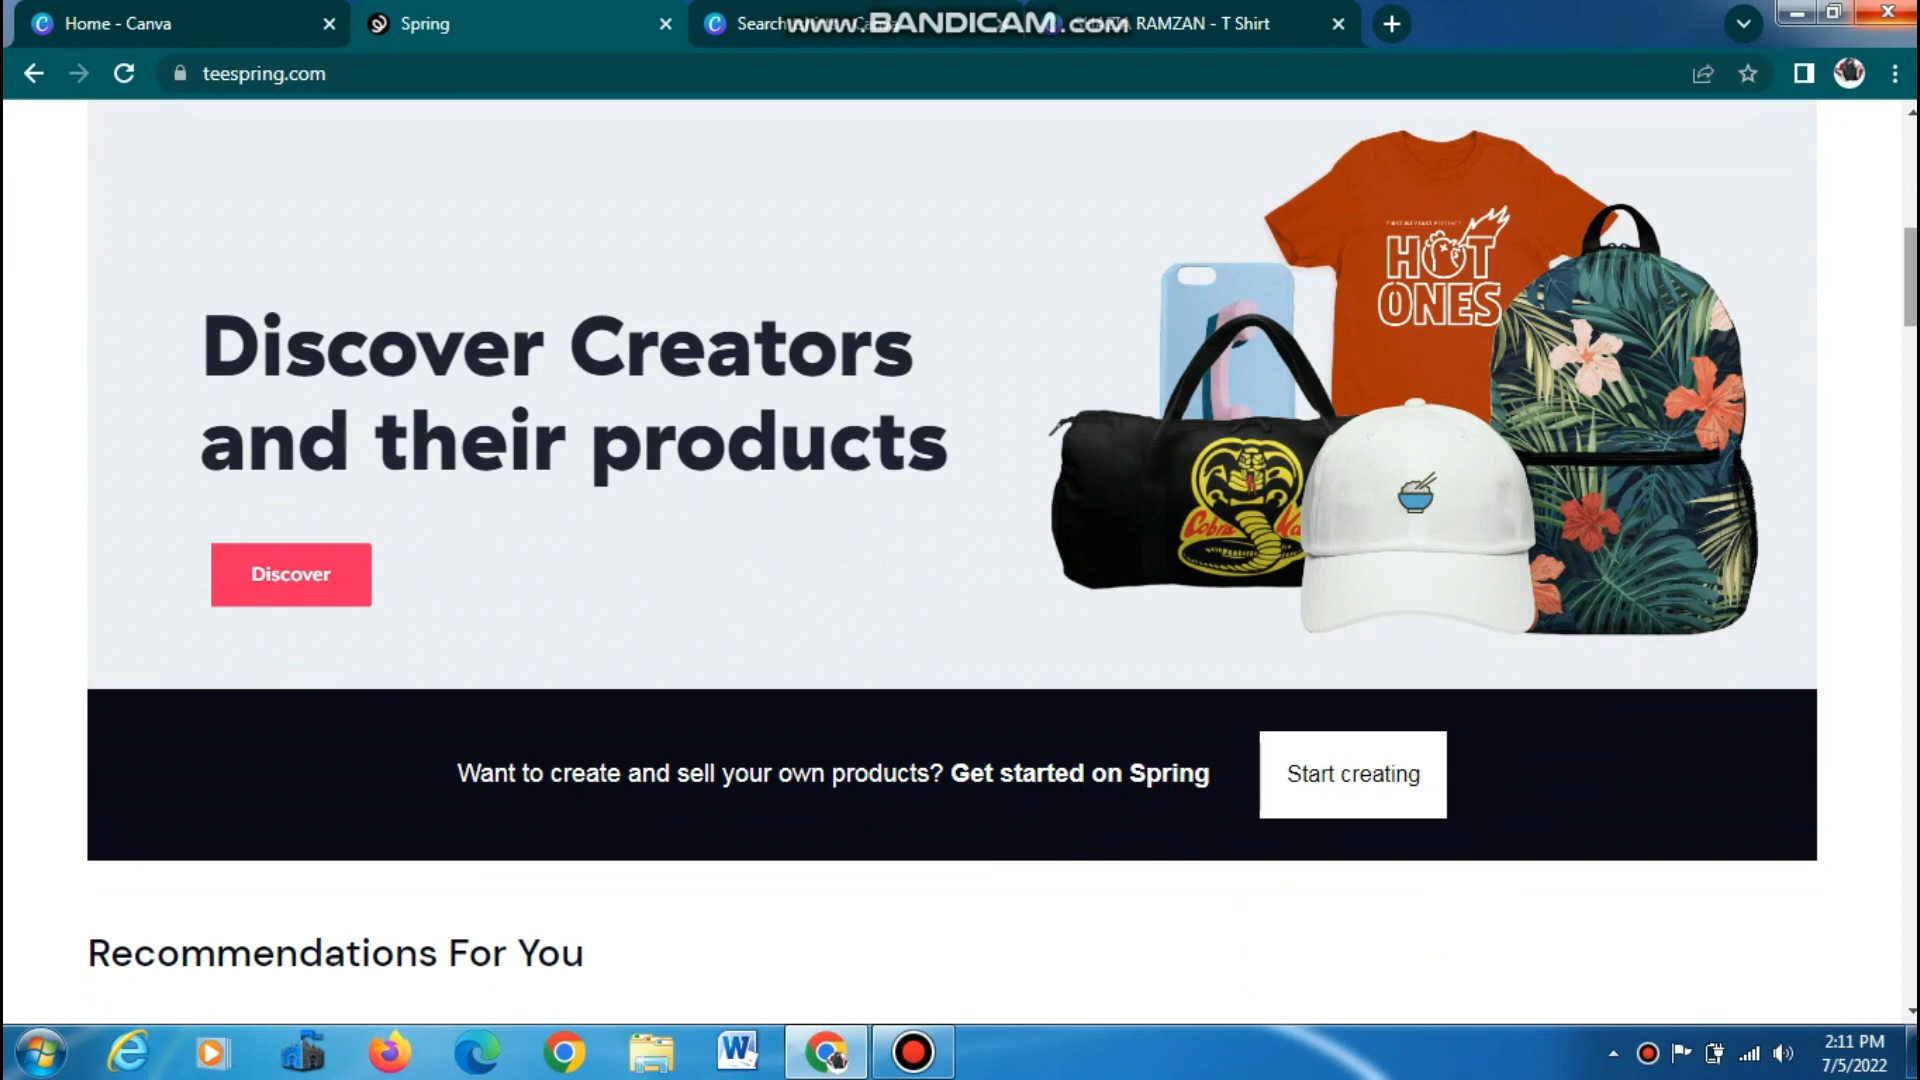 Home - Canva
Spring
Search
www.BANDICAM.com
RAMZAN - T Shirt
teespring.com
HOT
ONES
Discover Creators
and their products
Cobra
Discover
Want to create and sell your own products? Get started on Spring
Start creating
Recommendations For You
2:11 PM
7/5/2022